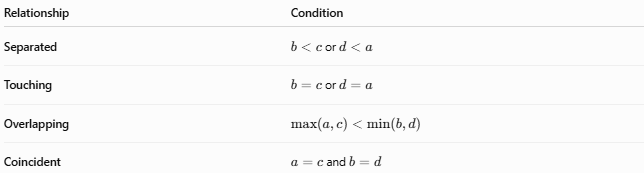 Relationship Condition
Separated b < c or d < a
Touching b = c or d = a
Overlapping max(a, c) < min(b, d)
Coincident a = c and b = d